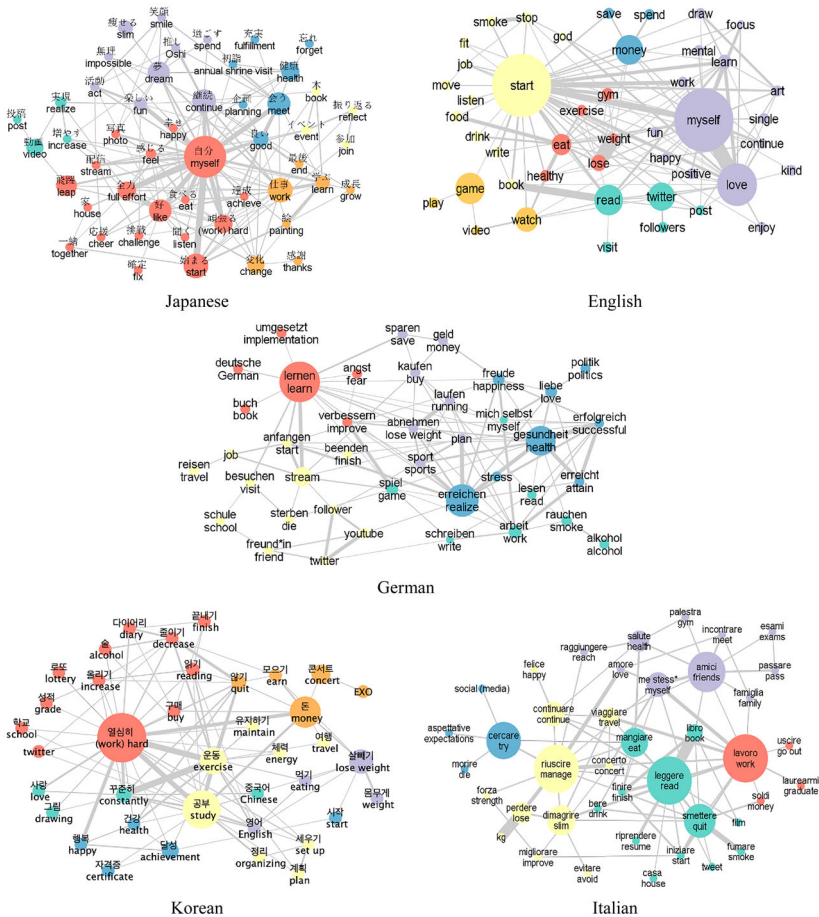 笑顔
smile
痩せる
slim
推し
Oshi
過ごす
spend
充実
fulfillment
忘れ
forget
無理
impossible
夢
dream
初詣
annual shrine visit
健康
health
活動
act
継続
continue
企画
planning
会う
meet
本
book
実現
realize
楽しい
fun
振り返る
reflect
投稿
post
増やす
increase
写真
photo
幸せ
happy
良い
good
イベント
event
動画
video
感じる
feel
参加
join
配信
stream
自分
myself
最後
end
飛躍
leap
全力
full effort
食べる
eat
達成
achieve
仕事
work
学ぶ
learn
成長
grow
家
house
好
like
頑張る
(work) hard
絵
painting
応援
cheer
挑戦
challenge
聞く
listen
一緒
together
確定
fix
始まる
start
変化
change
感謝
thanks
Japanese
smoke
stop
save
spend
draw
focus
god
money
mental
learn
fit
job
start
work
art
move
gym
listen
exercise
single
food
myself
continue
drink
weight
fun
write
eat
lose
happy
kind
healthy
positive
love
book
game
read
twitter
play
watch
post
enjoy
video
followers
visit
English
umgesetzt
implementation
sparen
save
geld
money
deutsche
German
lernen
learn
angst
fear
kaufen
buy
freude
happiness
politik
politics
buch
book
laufen
running
liebe
love
verbessern
improve
abnehmen
lose weight
mich selbst
myself
erfolgreich
successful
anfangen
start
plan
gesundheit
health
job
beenden
finish
reisen
travel
sport
sports
besuchen
visit
stream
spiel
game
stress
erreicht
attain
lesen
read
erreichen
realize
schule
school
sterben
die
follower
rauchen
smoke
youtube
arbeit
work
freund*in
friend
schreiben
write
alkohol
alcohol
twitter
German
다이어리
diary
끝내기
finish
술
alcohol
줄이기
decrease
로또
lottery
올리기
increase
읽기
reading
않기
quit
모으기
earn
콘서트
concert
EXO
성적
grade
구매
buy
돈
money
학교
school
유지하기
maintain
열심히
(work) hard
여행
travel
twitter
운동
exercise
체력
energy
살빼기
lose weight
사랑
love
먹기
eating
꾸준히
constantly
중국어
Chinese
몸무게
weight
그림
drawing
공부
study
건강
health
영어
English
시작
start
행복
happy
달성
achievement
세우기
set up
정리
organizing
자격증
certificate
계획
plan
Korean
palestra
gym
salute
health
incontrare
meet
esami
exams
raggiungere
reach
felice
happy
amore
love
amici
friends
passare
pass
social (media)
me stess*
myself
continuare
continue
famiglia
family
viaggiare
travel
aspettative
expectations
libro
book
cercare
try
mangiare
eat
uscire
go out
riuscire
manage
concerto
concert
lavoro
work
morire
die
leggere
read
laurearmi
graduate
forza
strength
finire
finish
soldi
money
perdere
lose
dimagrire
slim
bere
drink
smettere
quit
film
kg
riprendere
resume
fumare
smoke
migliorare
improve
iniziare
start
tweet
evitare
avoid
casa
house
Italian